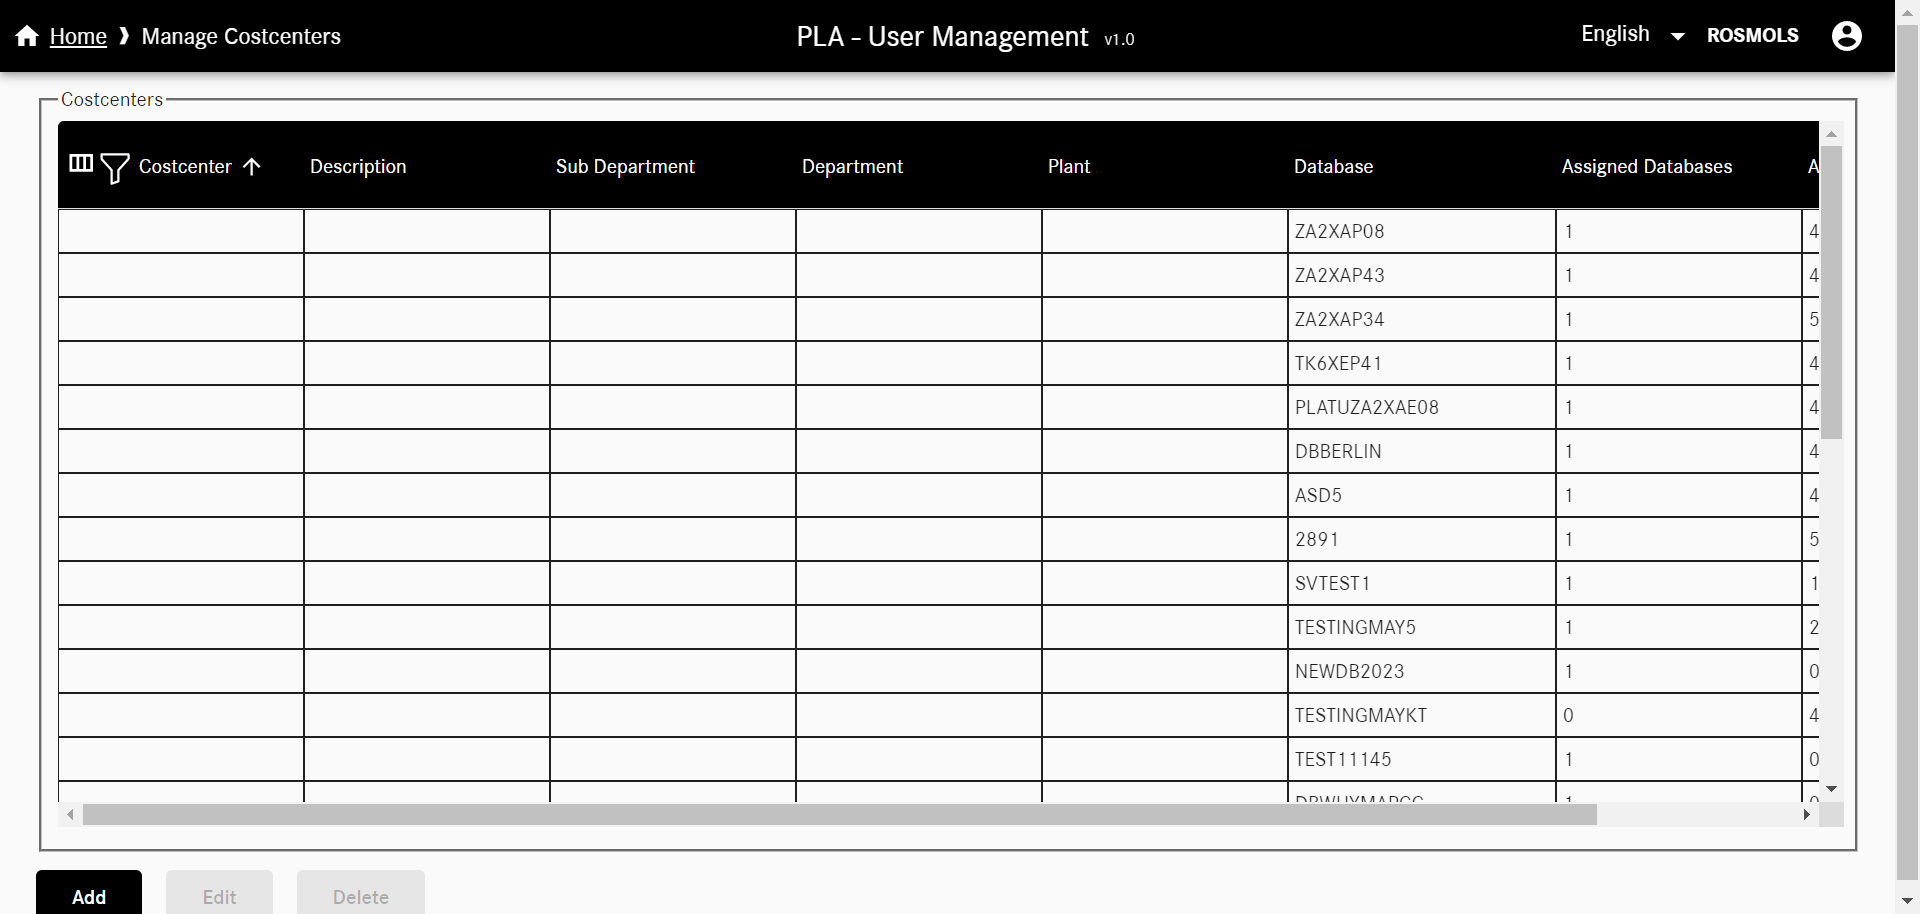 Home ❱ Manage Costcenters
PLA - User Management v1.0
English
ROSMOLS
Costcenters
Costcenter Description Sub Department Department Plant Database Assigned Databases A
ZA2XAP08 1 4
ZA2XAP43 1 4
ZA2XAP34 1 5
TK6XEP41 1 4
PLATUZA2XAE08 1 4
DBBERLIN 1 4
ASD5 1 4
2891 1 5
SVTEST1 1 1
TESTINGMAY5 1 2
NEWDB2023 1 0
TESTINGMAYKT 0 4
TEST11145 1 0
Add Edit Delete